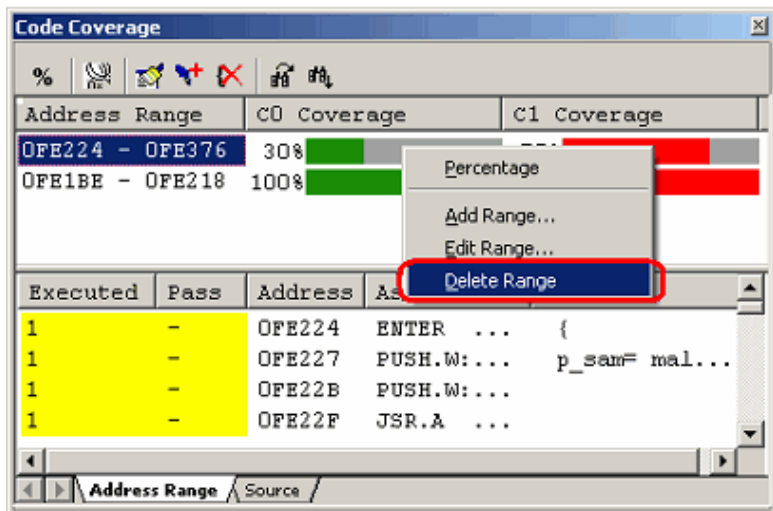 Code Coverage
%
Address Range C0 Coverage C1 Coverage
0FE224 - 0FE376 30%
0FE1BE - 0FE218 100%
Percentage
Add Range...
Edit Range...
Delete Range
Executed Pass Address As
1 - 0FE224 ENTER ... {
1 - 0FE227 PUSH.W:... p_sam= mal...
1 - 0FE22B PUSH.W:...
1 - 0FE22F JSR.A ...
Address Range Source